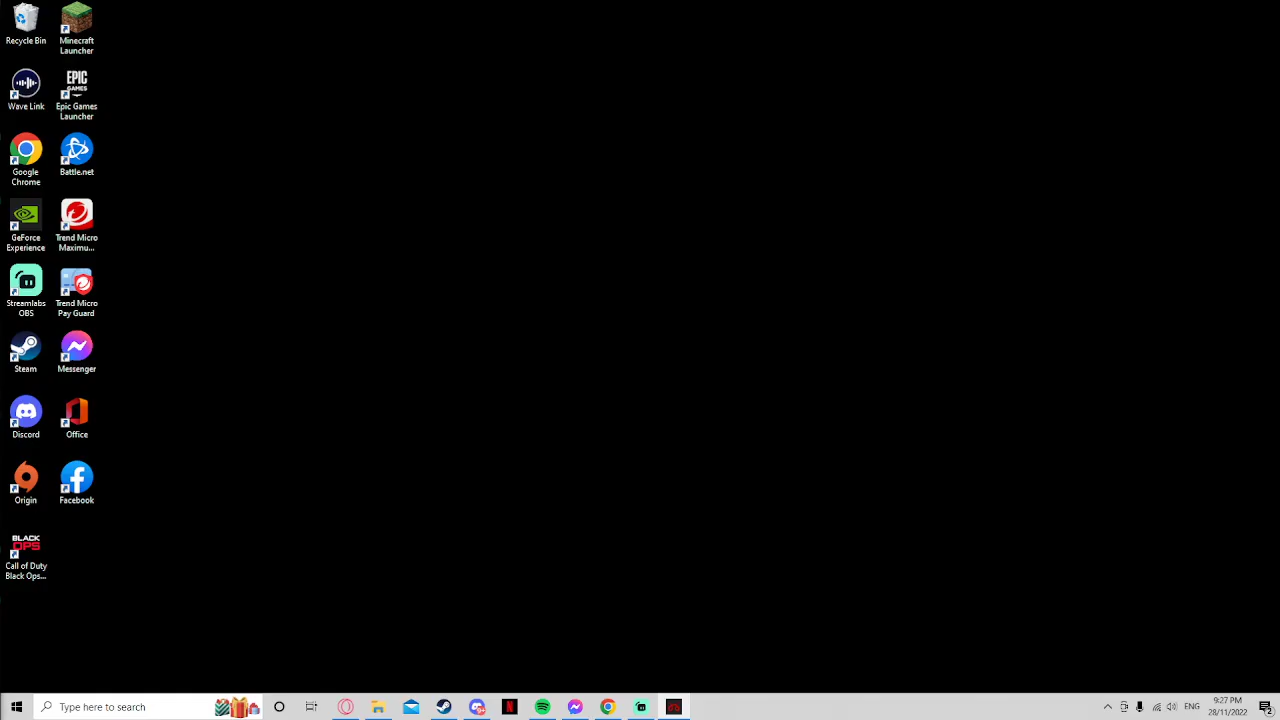 Recycle Bin
Minecraft
Launcher
Wave Link
EPIC
GAMES
Epic Games
Launcher
Google
Chrome
Battle.net
GeForce
Experience
Trend Micro
Maximu...
Streamlabs
OBS
Trend Micro
Pay Guard
Steam
Messenger
Discord
Office
Origin
Facebook
BLACK
OPS
Call of Duty
Black Ops...
Type here to search
N
ENG
9:27 PM
28/11/2022
2